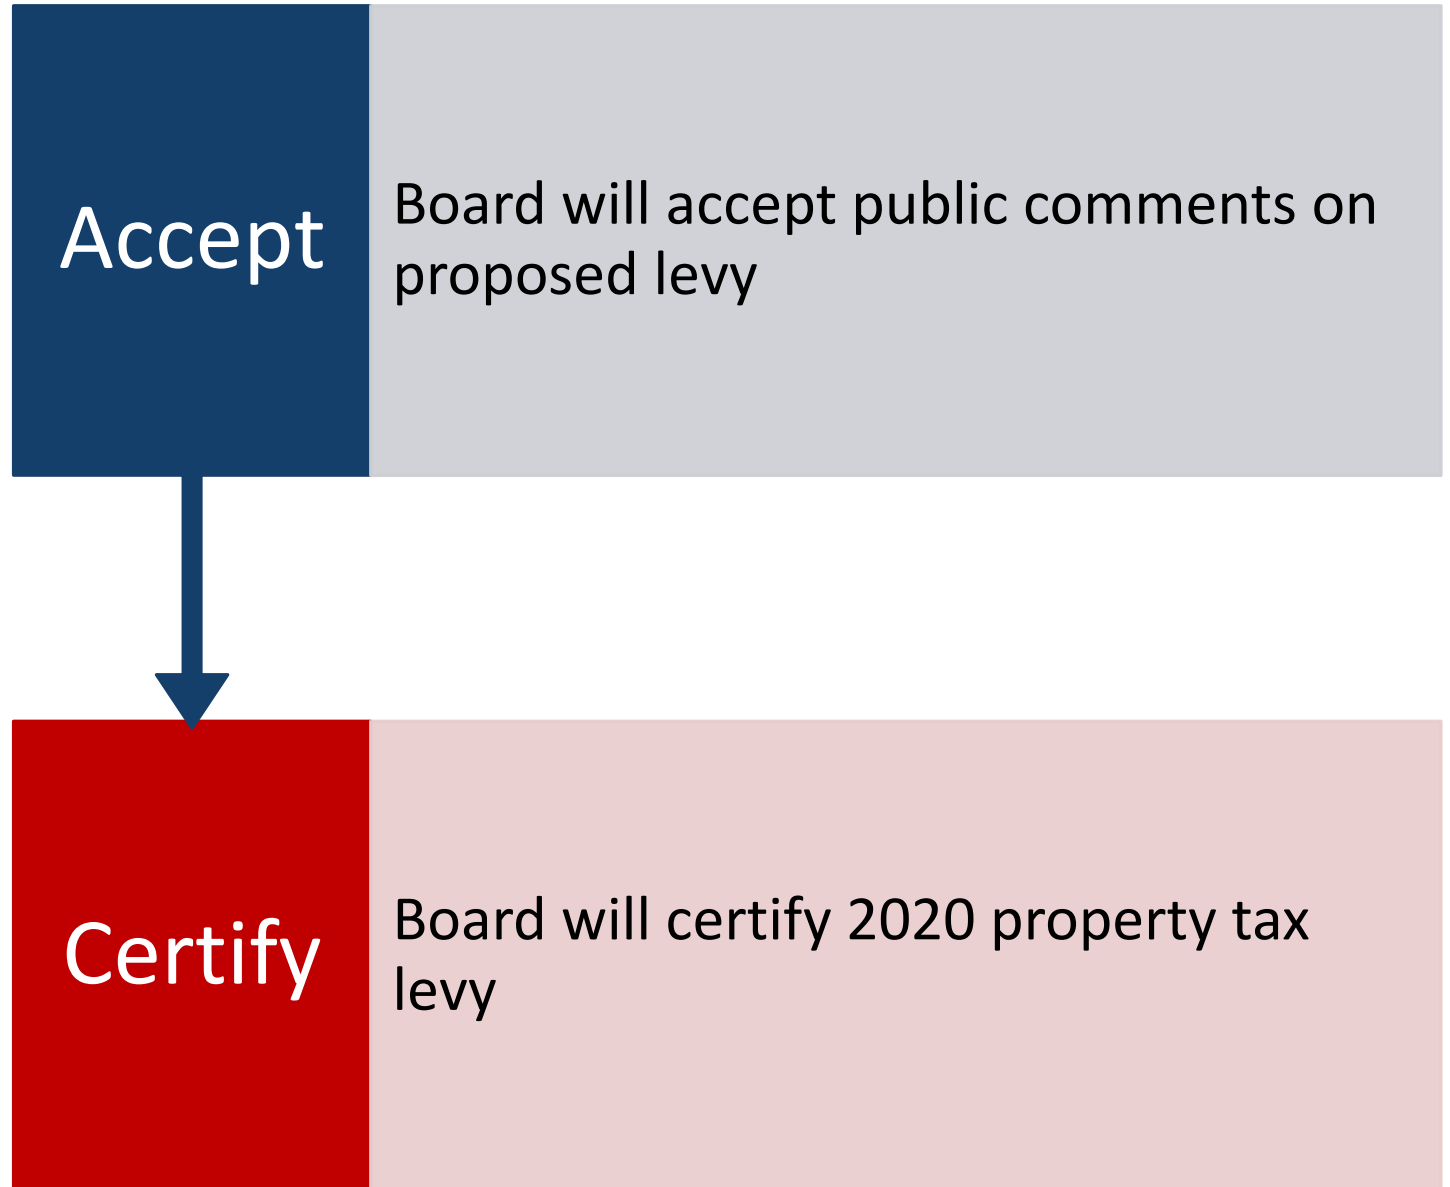 Accept
Board will accept public comments on
proposed levy
Certify
Board will certify 2020 property tax
levy